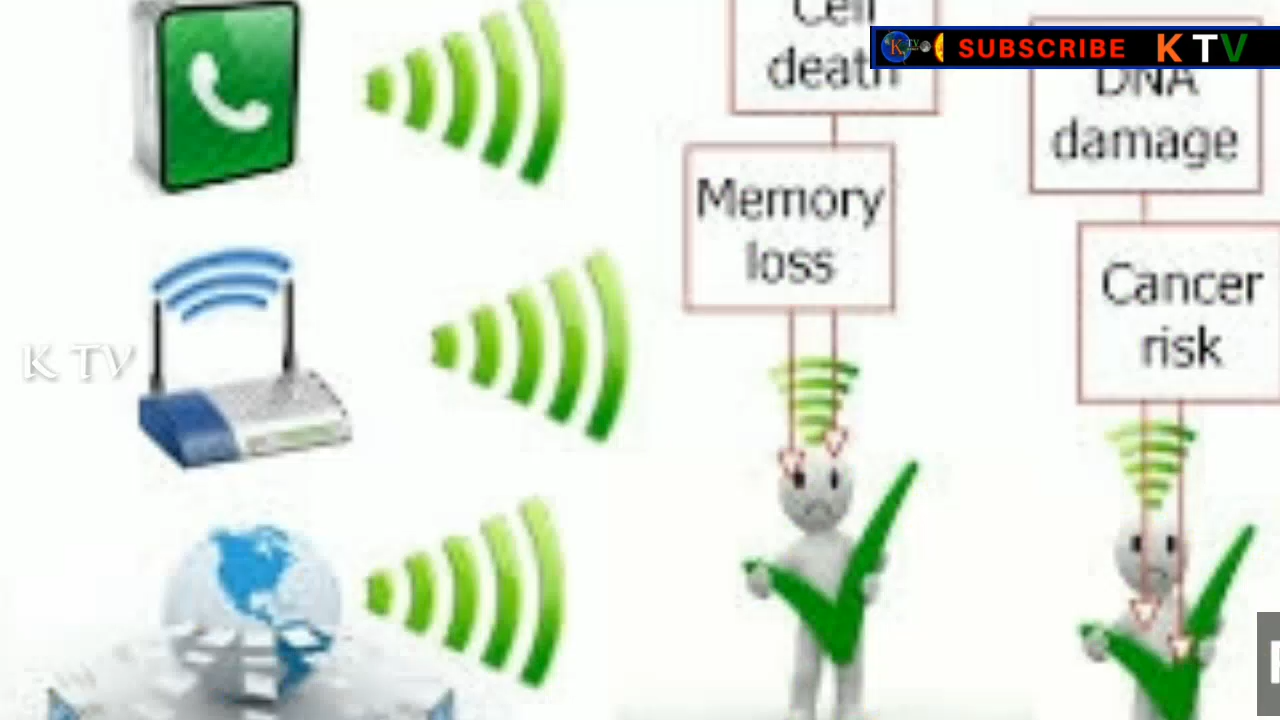 Cell
death
SUBSCRIBE K TV
DNA
damage
Memory
loss
Cancer
risk
K TV